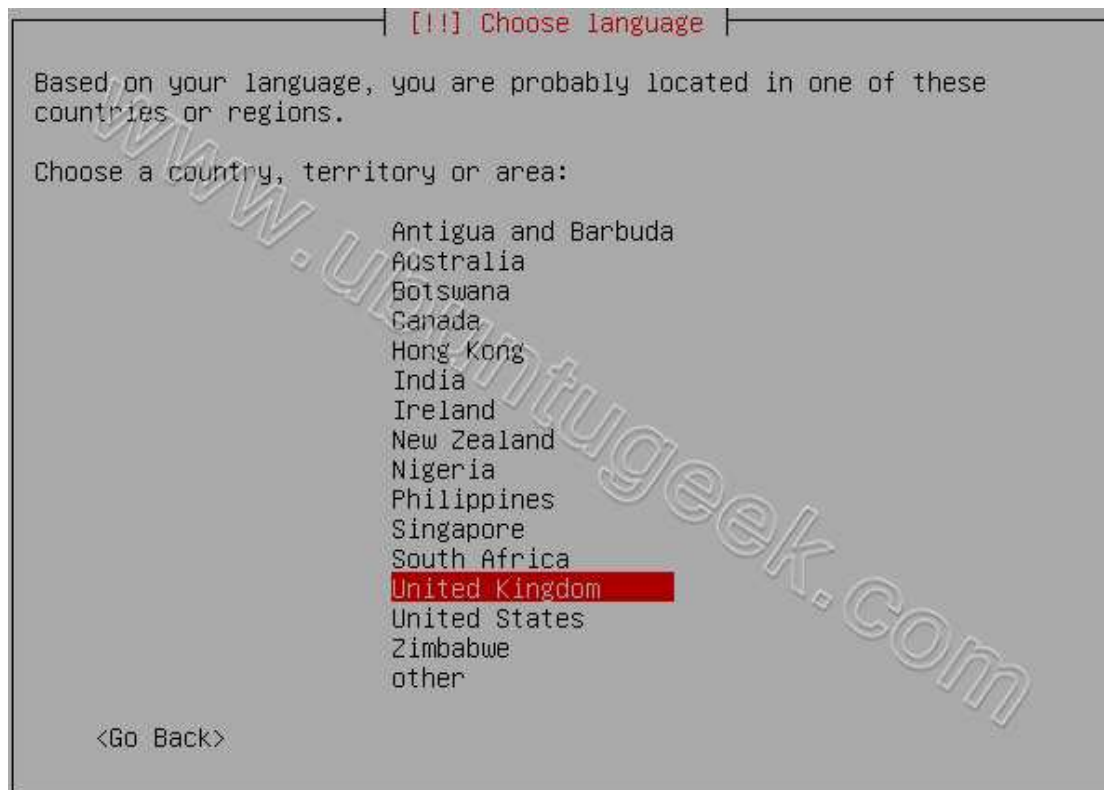 [!!] Choose language
Based on your language, you are probably located in one of these
countries or regions.
Choose a country, territory or area:
Antigua and Barbuda
Australia
Botswana
Canada
Hong Kong
India
Ireland
New Zealand
Nigeria
Philippines
Singapore
South Africa
United Kingdom
United States
Zimbabwe
other
<Go Back>
www.ubuntugeek.com